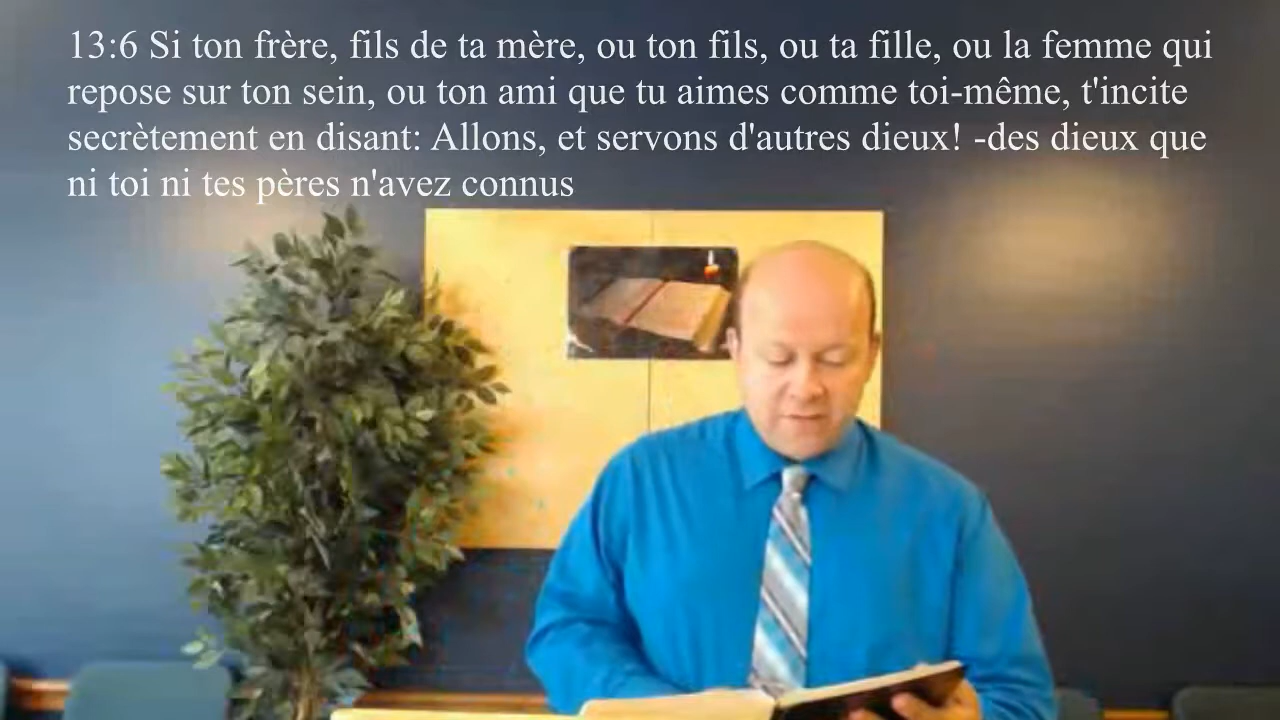 13:6 Si ton frère, fils de ta mère, ou ton fils, ou ta fille, ou la femme qui
repose sur ton sein, ou ton ami que tu aimes comme toi-même, t'incite
secrètement en disant: Allons, et servons d'autres dieux! -des dieux que
ni toi ni tes pères n'avez connus